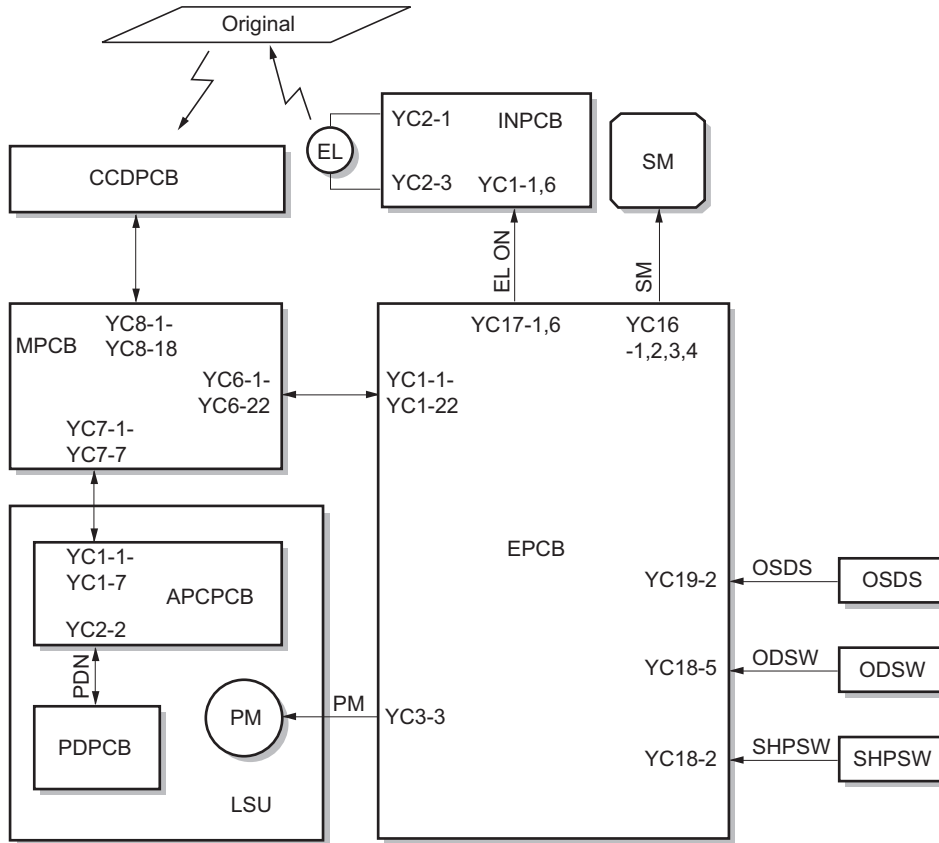 Original
YC2-1
INPCB
EL
SM
CCDPCB
YC2-3
YC1-1,6
EL ON
SM
YC8-1-
YC8-18
MPCB
YC17-1,6
YC16
-1,2,3,4
YC6-1-
YC6-22
YC1-1-
YC1-22
YC7-1-
YC7-7
EPCB
YC1-1-
YC1-7
APCPCB
YC2-2
YC19-2
OSDS
OSDS
PDN
YC18-5
ODSW
ODSW
PM
PM
YC3-3
PDPCB
YC18-2
SHPSW
SHPSW
LSU